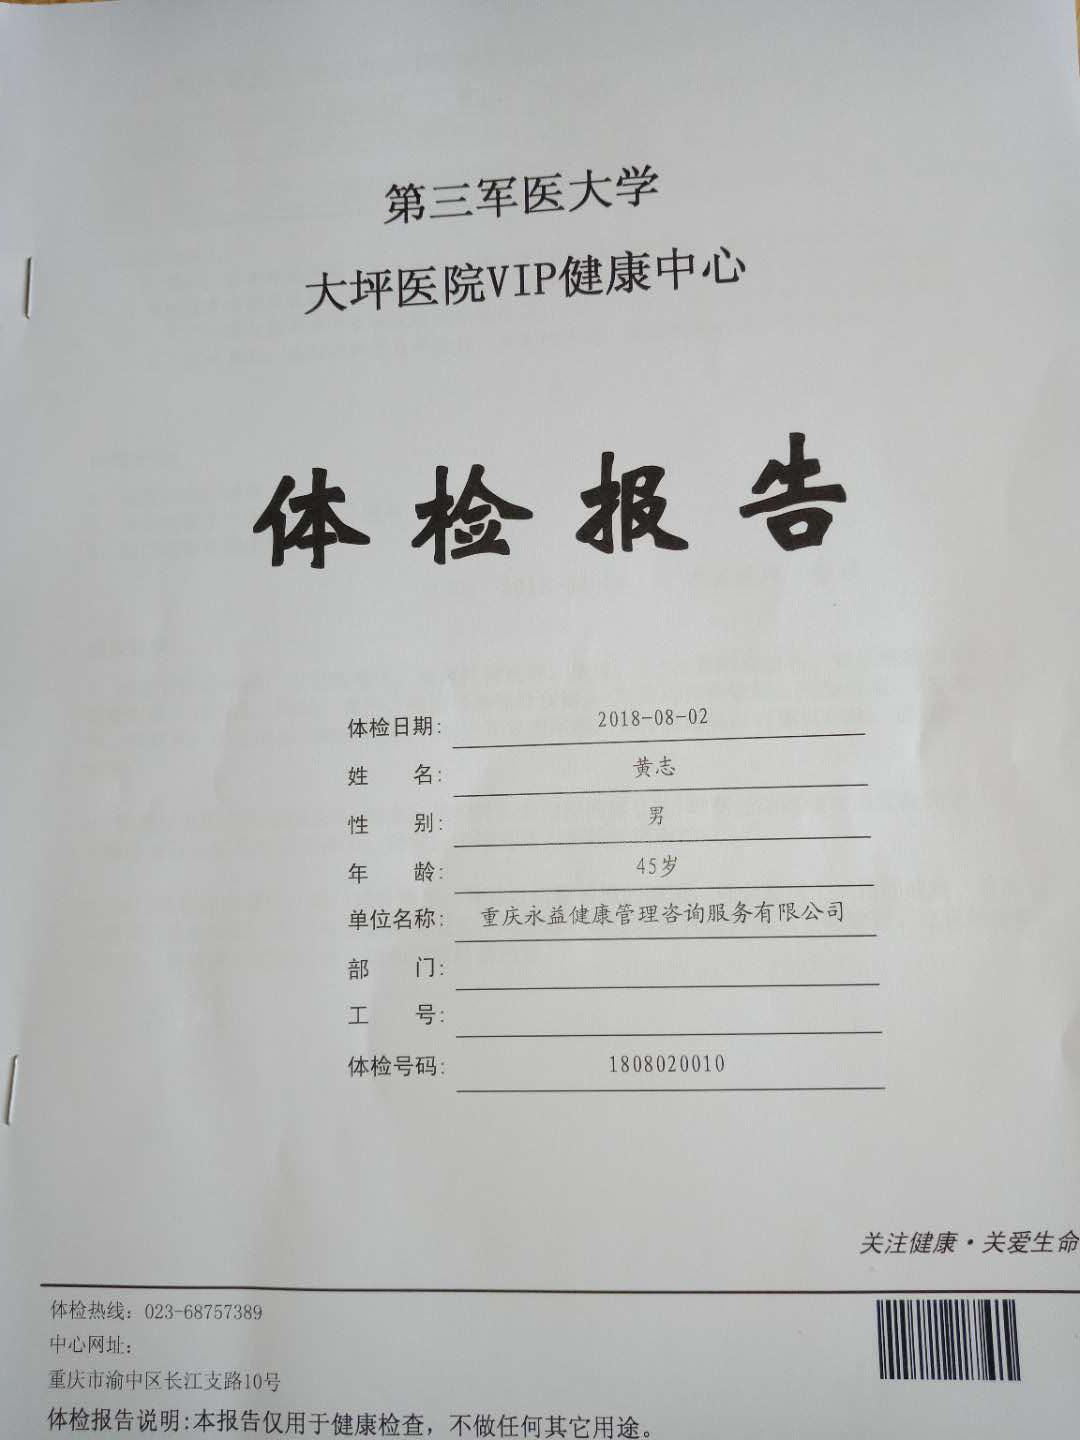 第三军医大学
大坪医院VIP健康中心
体检报告
体检日期: 2018-08-02
姓 名: 黄志
性 别: 男
年 龄: 45岁
单位名称: 重庆永益健康管理咨询服务有限公司
部 门:
工 号:
体检号码: 1808020010
关注健康·关爱生命
体检热线: 023-68757389
中心网址:
重庆市渝中区长江支路10号
体检报告说明:本报告仅用于健康检查，不做任何其它用途。